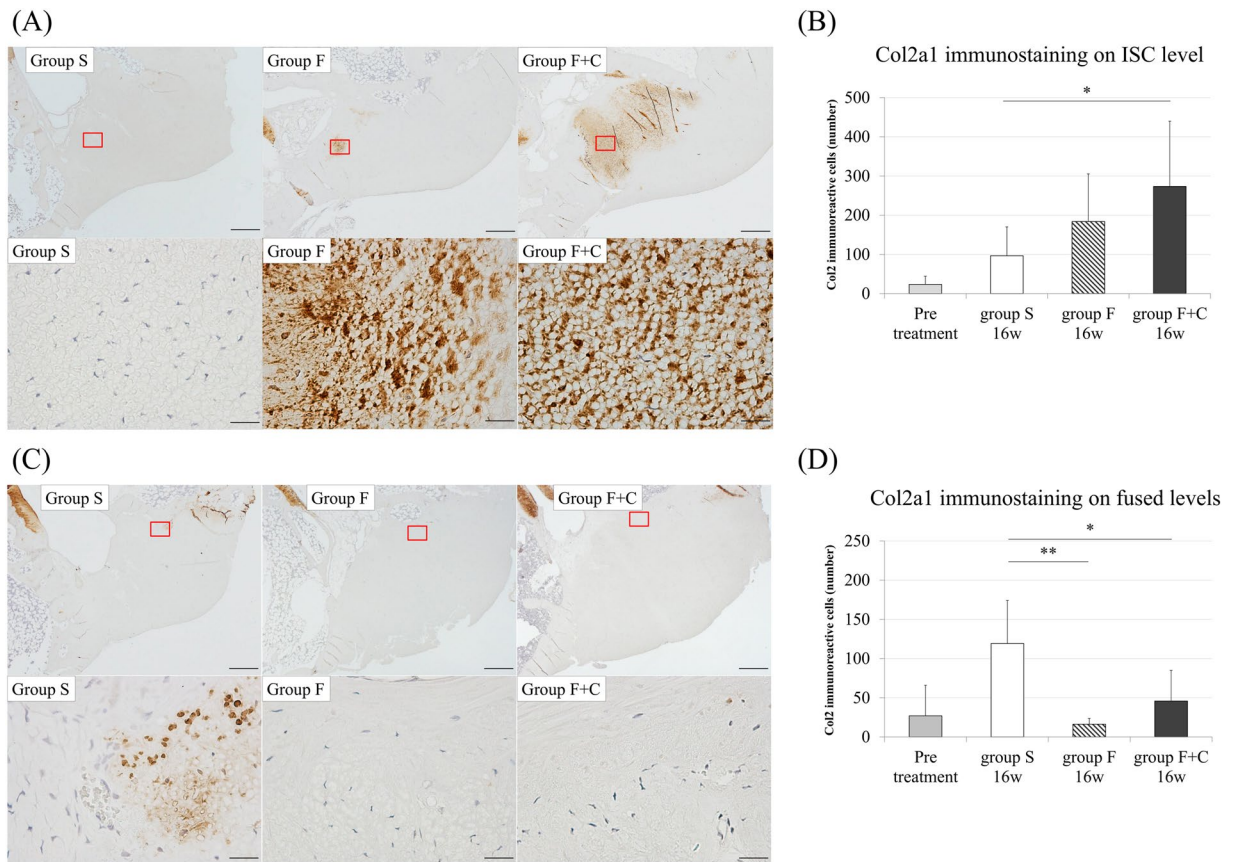 (A)
Group S
Group F
Group F+C
Group S
Group F
Group F+C
(B)
Col2a1 immunostaining on ISC level
*
Col2 immunoreactive cells (number)
500
400
300
200
100
0
Pre treatment
group S 16w
group F 16w
group F+C 16w
(C)
Group S
Group F
Group F+C
Group S
Group F
Group F+C
(D)
Col2a1 immunostaining on fused levels
*
**
Col2 immunoreactive cells (number)
250
200
150
100
50
0
Pre treatment
group S 16w
group F 16w
group F+C 16w